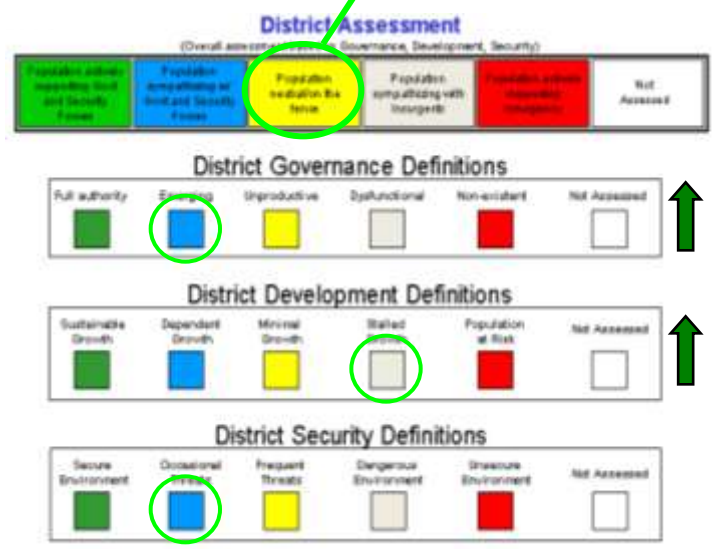 District Assessment
(Overall assessment Governance, Development, Security)
Population actively supporting Govt and Security Forces
Population sympathizing w/ Govt and Security Forces
Population neutral/on the fence
Population sympathizing with Insurgents
Population actively supporting Insurgency
Not Assessed
District Governance Definitions
Full authority Emerging Unproductive Dysfunctional Non-existent Not Assessed
District Development Definitions
Sustainable Growth
Dependent Growth
Minimal Growth
Stalled Growth
Population at Risk
Not Assessed
District Security Definitions
Secure Environment
Occasional Threats
Frequent Threats
Dangerous Environment
Unsecure Environment
Not Assessed